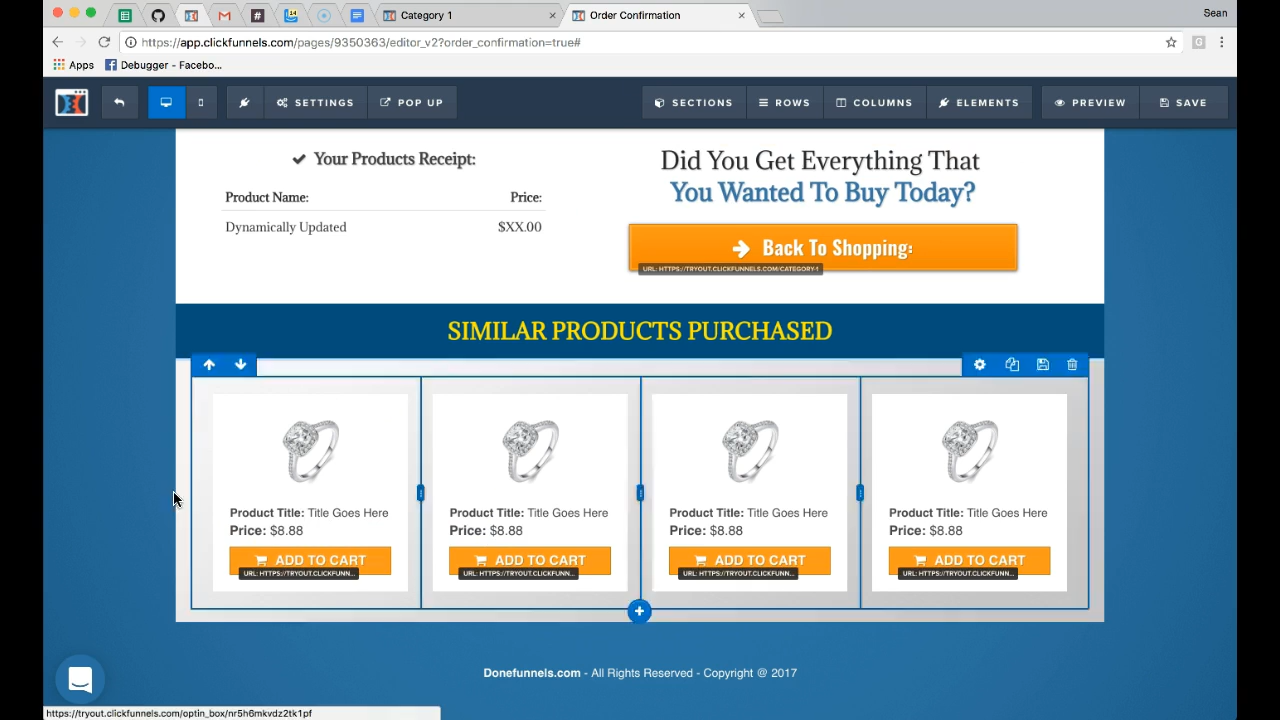 Category 1
Order Confirmation
Sean
https://app.clickfunnels.com/pages/9350363/editor_v2?order_confirmation=true#
Apps
Debugger - Facebo...
SETTINGS
POP UP
SECTIONS
ROWS
COLUMNS
ELEMENTS
PREVIEW
SAVE
Your Products Receipt:
Product Name: Price:
Dynamically Updated $XX.00
Did You Get Everything That
You Wanted To Buy Today?
Back To Shopping:
URL: HTTPS://TRYOUT.CLICKFUNNELS.COM/CATEGORY-1
SIMILAR PRODUCTS PURCHASED
Product Title: Title Goes Here
Price: $8.88
ADD TO CART
URL: HTTPS://TRYOUT.CLICKFUNN...
Product Title: Title Goes Here
Price: $8.88
ADD TO CART
URL: HTTPS://TRYOUT.CLICKFUNN...
Product Title: Title Goes Here
Price: $8.88
ADD TO CART
URL: HTTPS://TRYOUT.CLICKFUNN...
Product Title: Title Goes Here
Price: $8.88
ADD TO CART
URL: HTTPS://TRYOUT.CLICKFUNN...
Donefunnels.com - All Rights Reserved - Copyright @ 2017
https://tryout.clickfunnels.com/optin_box/nr5h6mkvdz2tk1pf